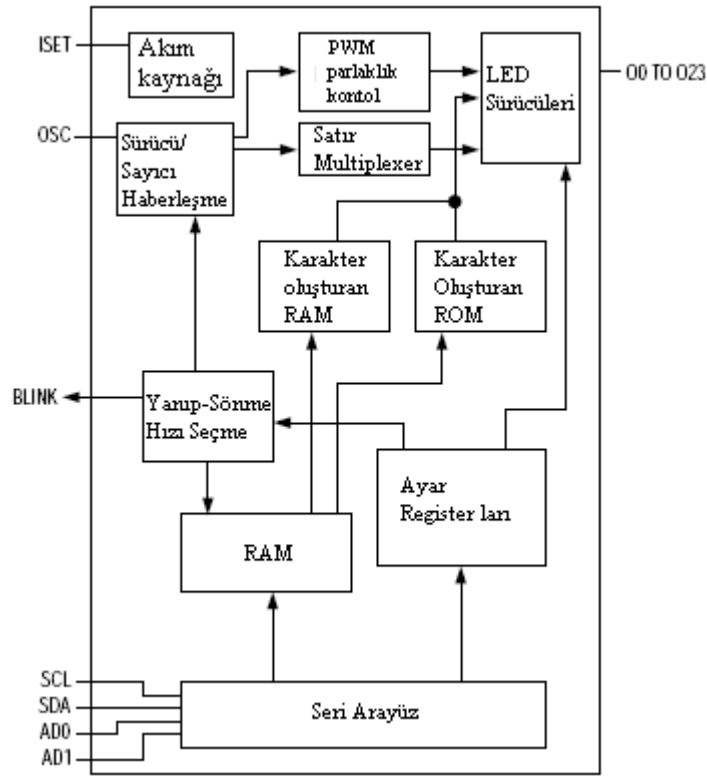 ISET
Akım
kaynağı
PWM
parlaklık
kontol
LED
Sürücüleri
O0 TO O23
OSC
Sürücü/
Sayıcı
Haberleşme
Satır
Multiplexer
Karakter
oluşturan
RAM
Karakter
Oluşturan
ROM
BLINK
Yanıp-Sönme
Hızı Seçme
Ayar
Register ları
RAM
SCL
SDA
AD0
AD1
Seri Arayüz